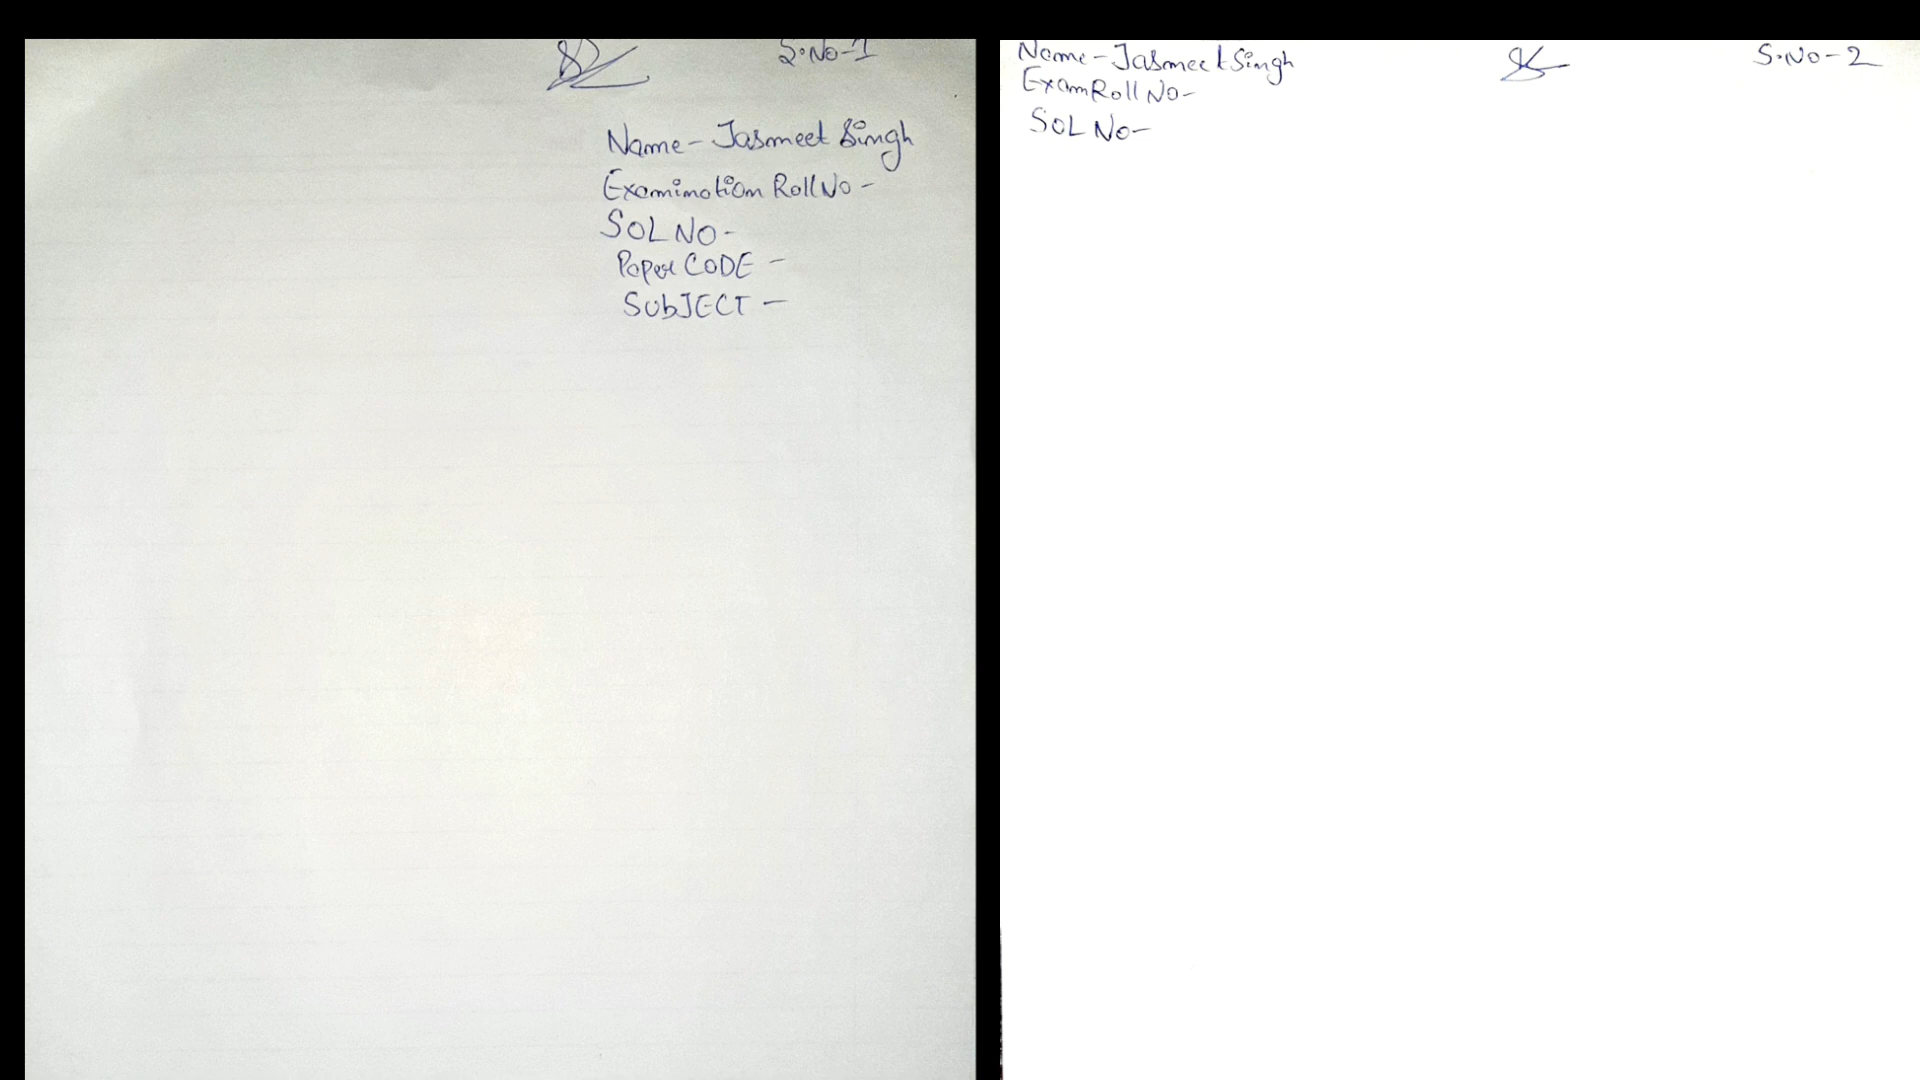 S.No-1
Name- Jasmeet Singh
Examination Roll No -
SOL NO-
Paper CODE -
SubJECT -
Name- Jasmeet Singh
S.No-2
Exam Roll No-
SOL No-